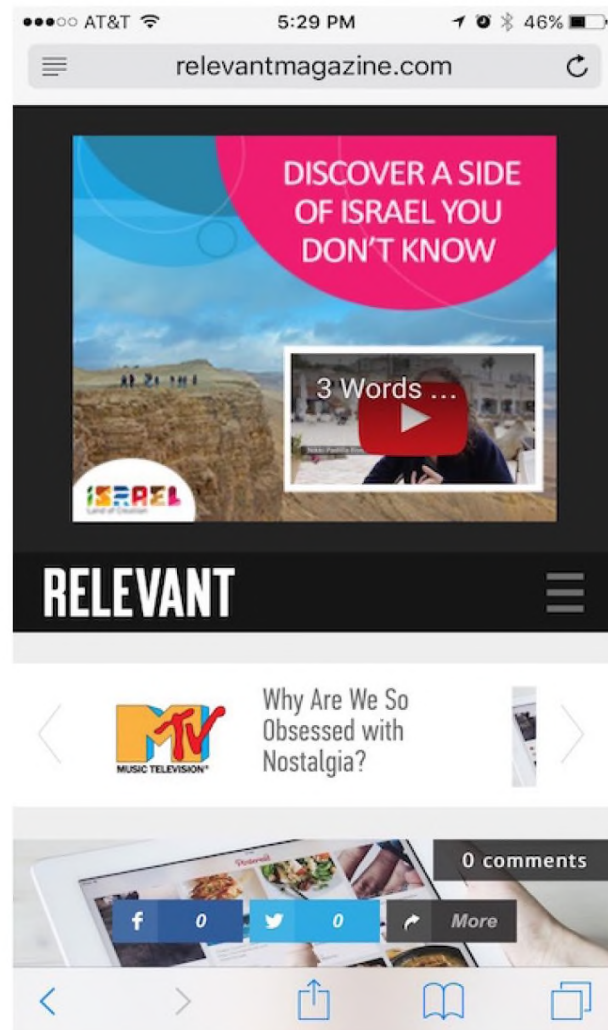 AT&T 5:29 PM 46%
relevantmagazine.com
DISCOVER A SIDE
OF ISRAEL YOU
DON'T KNOW
3 Words ...
ISRAEL
Land of Creation
RELEVANT
MTV
MUSIC TELEVISION
Why Are We So
Obsessed with
Nostalgia?
Pinterest
0 comments
f 0 0 More